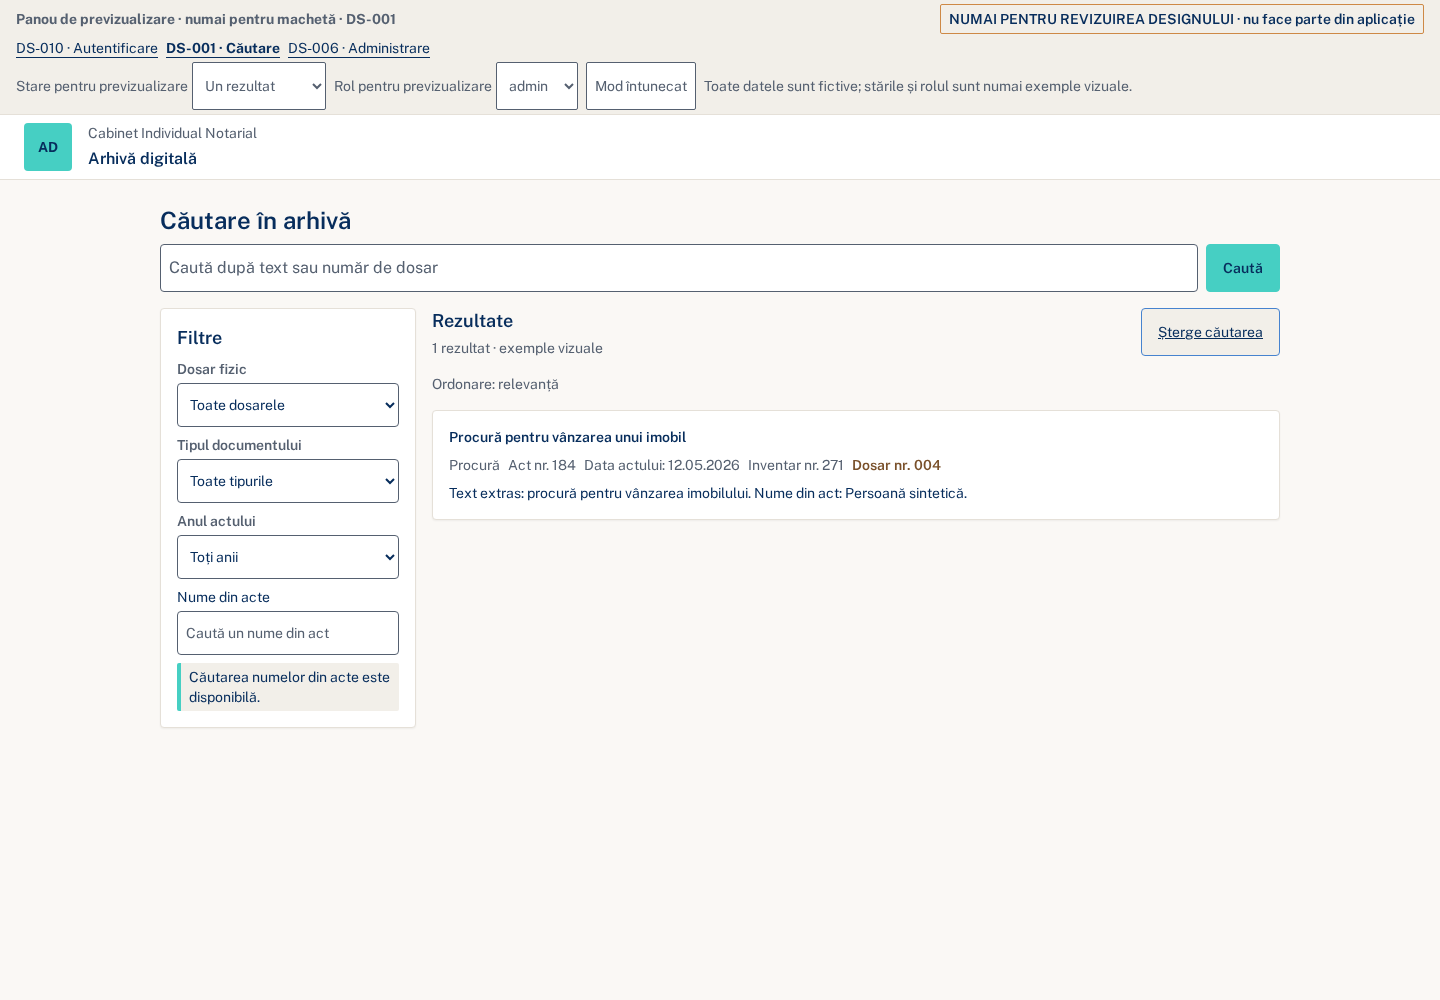 Panou de previzualizare · numai pentru machetă · DS-001
NUMAI PENTRU REVIZUIREA DESIGNULUI · nu face parte din aplicație
DS-010 · Autentificare DS-001 · Căutare DS-006 · Administrare
Stare pentru previzualizare Un rezultat Rol pentru previzualizare admin Mod întunecat Toate datele sunt fictive; stările și rolul sunt numai exemple vizuale.
AD
Cabinet Individual Notarial
Arhivă digitală
Căutare în arhivă
Caută după text sau număr de dosar
Caută
Filtre
Dosar fizic
Toate dosarele
Tipul documentului
Toate tipurile
Anul actului
Toți anii
Nume din acte
Caută un nume din act
Căutarea numelor din acte este
disponibilă.
Rezultate
1 rezultat · exemple vizuale
Șterge căutarea
Ordonare: relevanță
Procură pentru vânzarea unui imobil
Procură Act nr. 184 Data actului: 12.05.2026 Inventar nr. 271 Dosar nr. 004
Text extras: procură pentru vânzarea imobilului. Nume din act: Persoană sintetică.